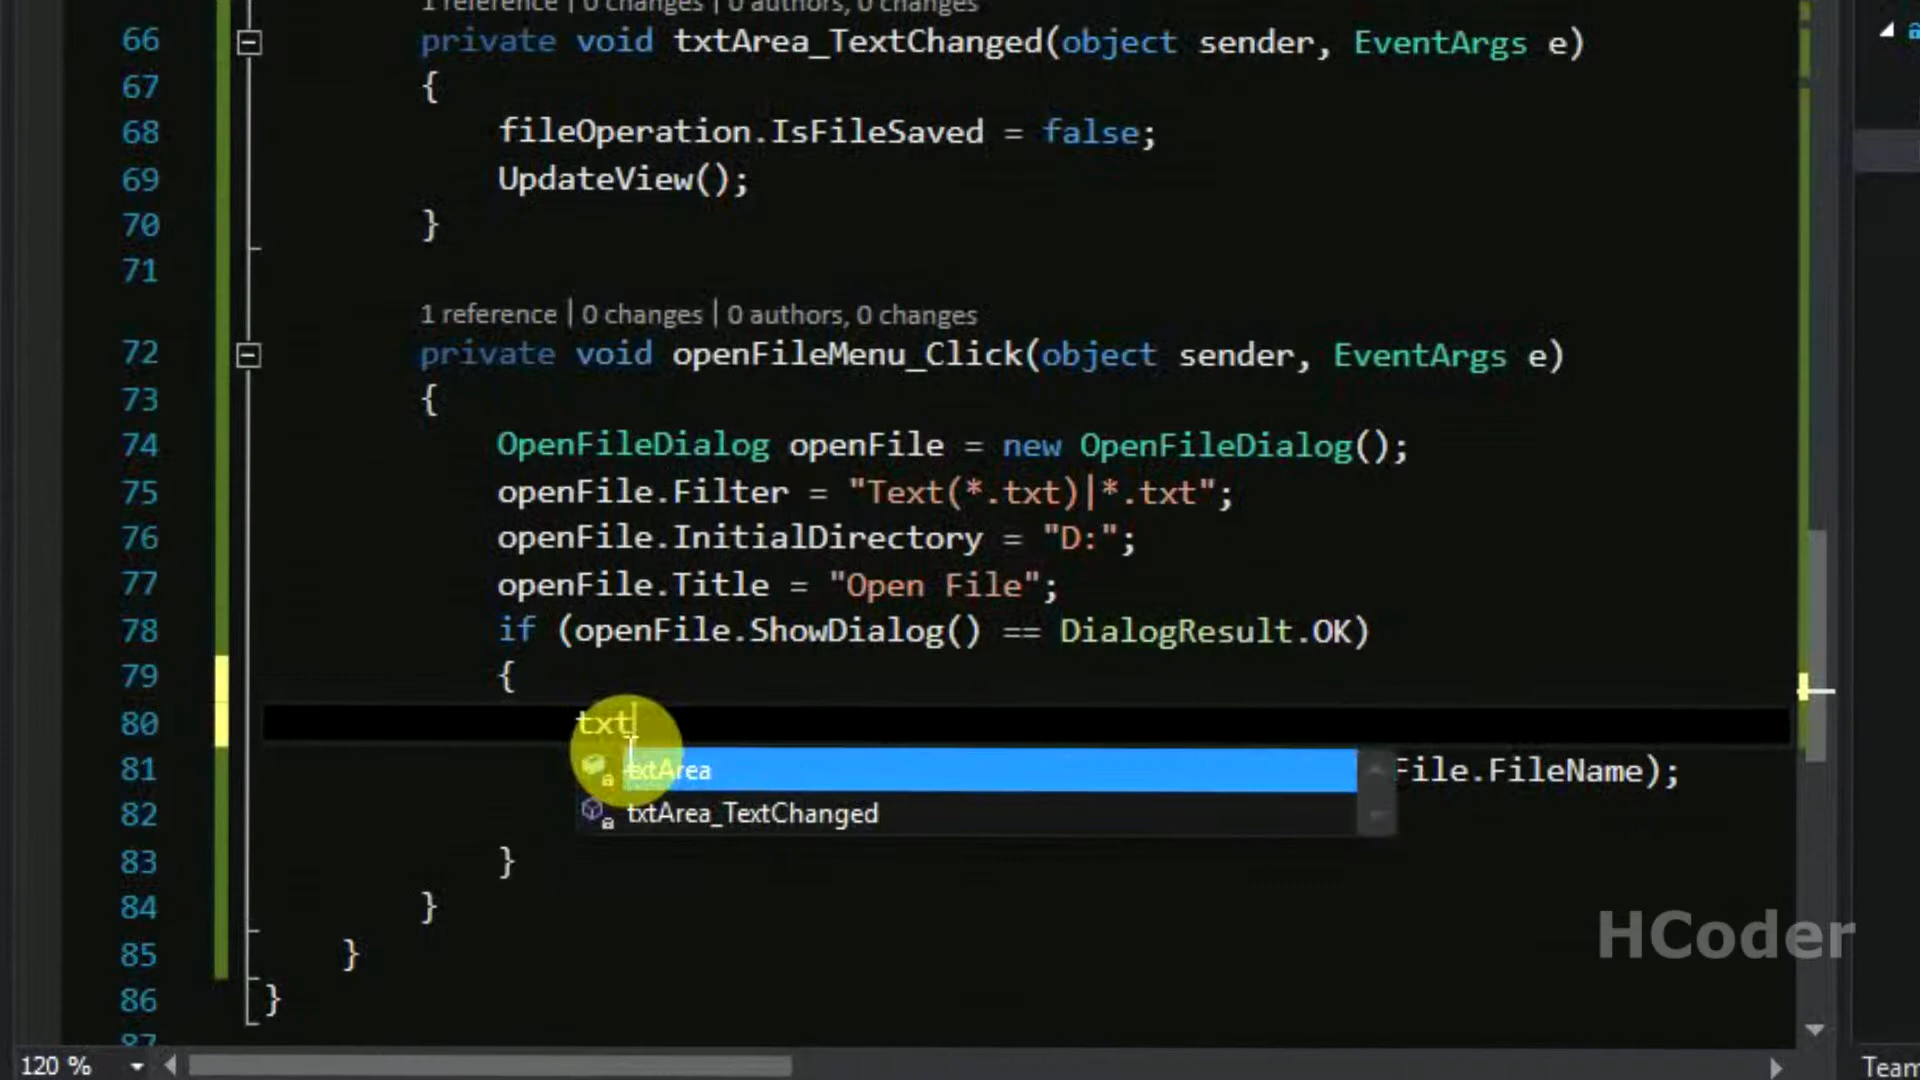 1 reference | 0 changes | 0 authors, 0 changes
66 private void txtArea_TextChanged(object sender, EventArgs e)
67 {
68 fileOperation.IsFileSaved = false;
69 UpdateView();
70 }
71
1 reference | 0 changes | 0 authors, 0 changes
72 private void openFileMenu_Click(object sender, EventArgs e)
73 {
74 OpenFileDialog openFile = new OpenFileDialog();
75 openFile.Filter = "Text(*.txt)|*.txt";
76 openFile.InitialDirectory = "D:";
77 openFile.Title = "Open File";
78 if (openFile.ShowDialog() == DialogResult.OK)
79 {
80 txt
81 txtArea File.FileName);
82 txtArea_TextChanged
83 }
84 }
85 }
86 }
87
HCoder
120 %
Team